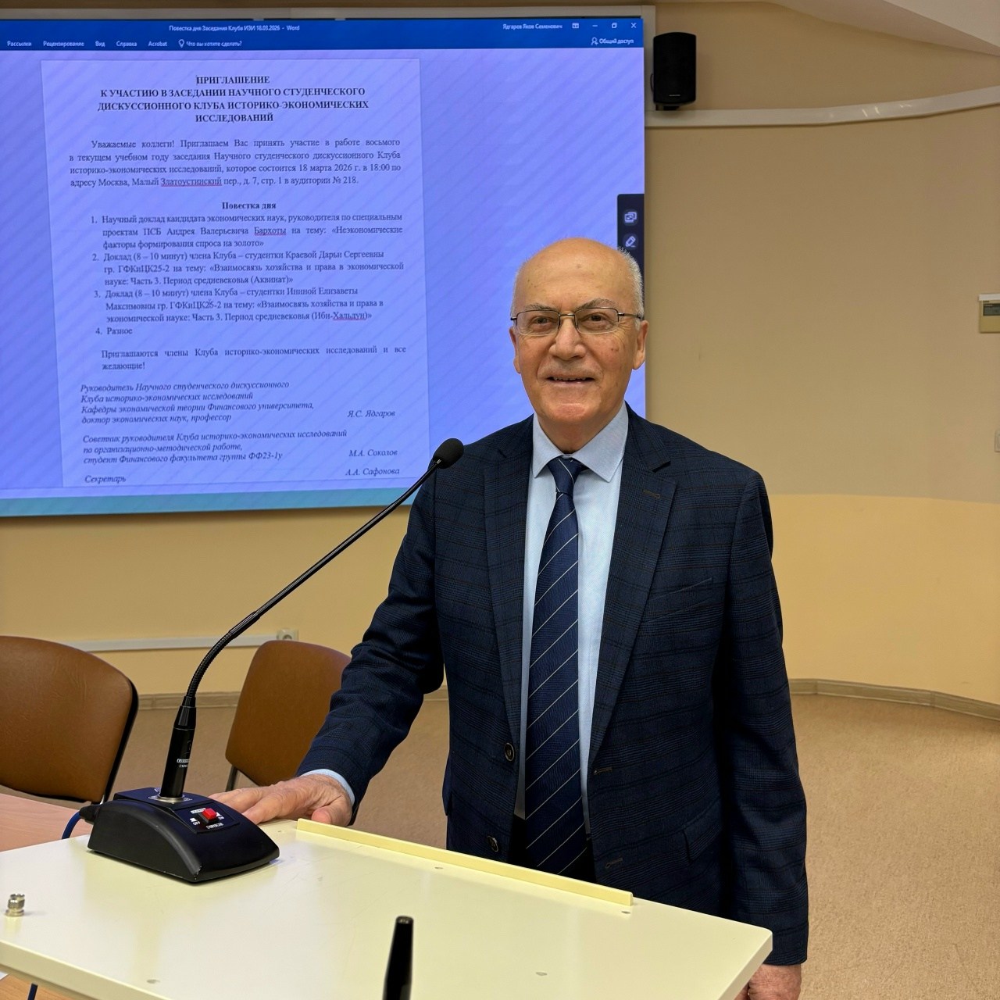 Повестка дня Заседания Клуба ИЭИ 18.03.2026 - Word
Ядгаров Яков Семенович
Рассылки Рецензирование Вид Справка Acrobat Что вы хотите сделать? Общий доступ
ПРИГЛАШЕНИЕ
К УЧАСТИЮ В ЗАСЕДАНИИ НАУЧНОГО СТУДЕНЧЕСКОГО
ДИСКУССИОННОГО КЛУБА ИСТОРИКО-ЭКОНОМИЧЕСКИХ
ИССЛЕДОВАНИЙ
Уважаемые коллеги! Приглашаем Вас принять участие в работе восьмого
в текущем учебном году заседания Научного студенческого дискуссионного Клуба
историко-экономических исследований, которое состоится 18 марта 2026 г. в 18:00 по
адресу Москва, Малый Златоустинский пер., д. 7, стр. 1 в аудитории № 218.
Повестка дня
1. Научный доклад кандидата экономических наук, руководителя по специальным
проектам ПСБ Андрея Валерьевича Бархоты на тему: «Неэкономические
факторы формирования спроса на золото»
2. Доклад (8 – 10 минут) члена Клуба – студентки Краевой Дарьи Сергеевны
гр. ГФКиЦК25-2 на тему: «Взаимосвязь хозяйства и права в экономической
науке: Часть 3. Период средневековья (Аквинат)»
3. Доклад (8 – 10 минут) члена Клуба – студентки Ининой Елизаветы
Максимовны гр. ГФКиЦК25-2 на тему: «Взаимосвязь хозяйства и права в
экономической науке: Часть 3. Период средневековья (Ибн-Хальдун)»
4. Разное
Приглашаются члены Клуба историко-экономических исследований и все
желающие!
Руководитель Научного студенческого дискуссионного
Клуба историко-экономических исследований
Кафедры экономической теории Финансового университета,
доктор экономических наук, профессор Я.С. Ядгаров
Советник руководителя Клуба историко-экономических исследований
по организационно-методической работе,
студент Финансового факультета группы ФФ23-1у М.А. Соколов
Секретарь А.А. Сафонова